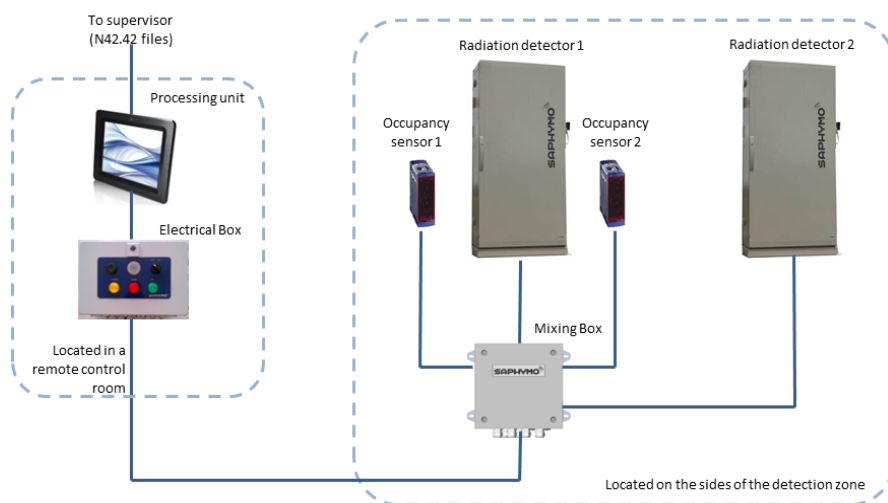 To supervisor
(N42.42 files)
Processing unit
Electrical Box
Located in a
remote control
room
Radiation detector 1
Radiation detector 2
Occupancy
sensor 1
Occupancy
sensor 2
SAPHYMO
SAPHYMO
Mixing Box
SAPHYMO
Located on the sides of the detection zone